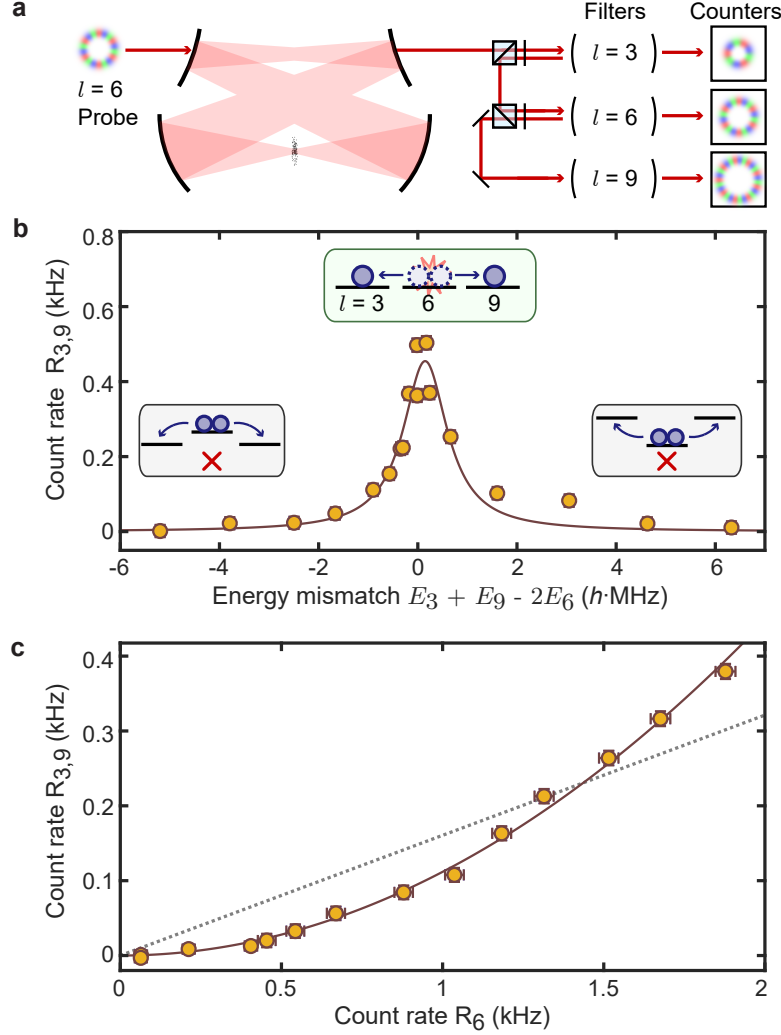 a
Filters
Counters
l = 6
Probe
l = 3
l = 6
l = 9
b
Count rate R3,9 (kHz)
0.8
0.6
0.4
0.2
0
l = 3 6 9
-6 -4 -2 0 2 4 6
Energy mismatch E3 + E9 - 2E6 (h·MHz)
c
Count rate R3,9 (kHz)
0.4
0.3
0.2
0.1
0
0 0.5 1 1.5 2
Count rate R6 (kHz)